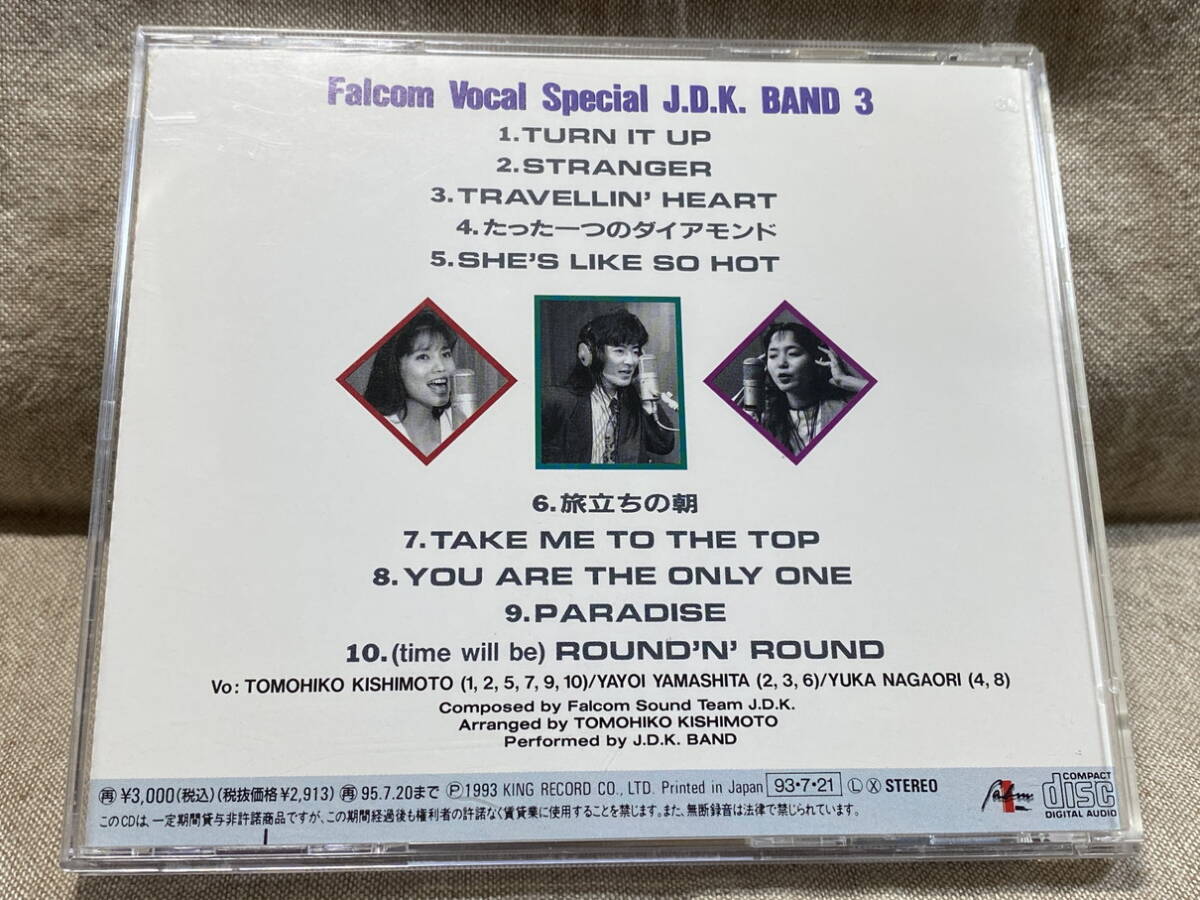 Falcom Vocal Special J.D.K. BAND 3
1.TURN IT UP
2.STRANGER
3.TRAVELLIN' HEART
4.たった一つのダイアモンド
5.SHE'S LIKE SO HOT
6.旅立ちの朝
7.TAKE ME TO THE TOP
8.YOU ARE THE ONLY ONE
9.PARADISE
10.(time will be) ROUND'N' ROUND
Vo: TOMOHIKO KISHIMOTO (1, 2, 5, 7, 9, 10)/YAYOI YAMASHITA (2, 3, 6)/YUKA NAGAORI (4, 8)
Composed by Falcom Sound Team J.D.K.
Arranged by TOMOHIKO KISHIMOTO
Performed by J.D.K. BAND
再 ¥3,000(税込)(税抜価格¥2,913) 再 95.7.20まで Ⓟ1993 KING RECORD CO., LTD. Printed in Japan 93・7・21 Ⓛ Ⓧ STEREO
このCDは、一定期間貸与非許諾商品ですが、この期間経過後も権利者の許諾なく賃貸業に使用することを禁じます。また、無断録音は法律で禁じられています。
Falcom
COMPACT
disc
DIGITAL AUDIO